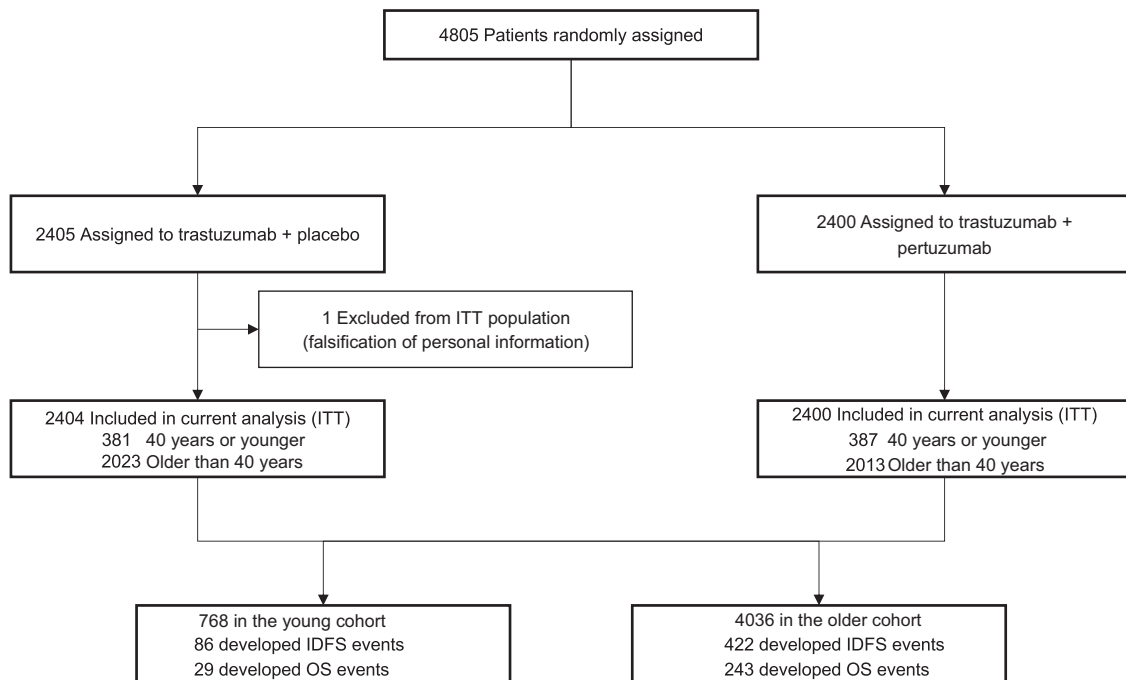 4805 Patients randomly assigned
2405 Assigned to trastuzumab + placebo
2400 Assigned to trastuzumab +
pertuzumab
1 Excluded from ITT population
(falsification of personal information)
2404 Included in current analysis (ITT)
381 40 years or younger
2023 Older than 40 years
2400 Included in current analysis (ITT)
387 40 years or younger
2013 Older than 40 years
768 in the young cohort
86 developed IDFS events
29 developed OS events
4036 in the older cohort
422 developed IDFS events
243 developed OS events